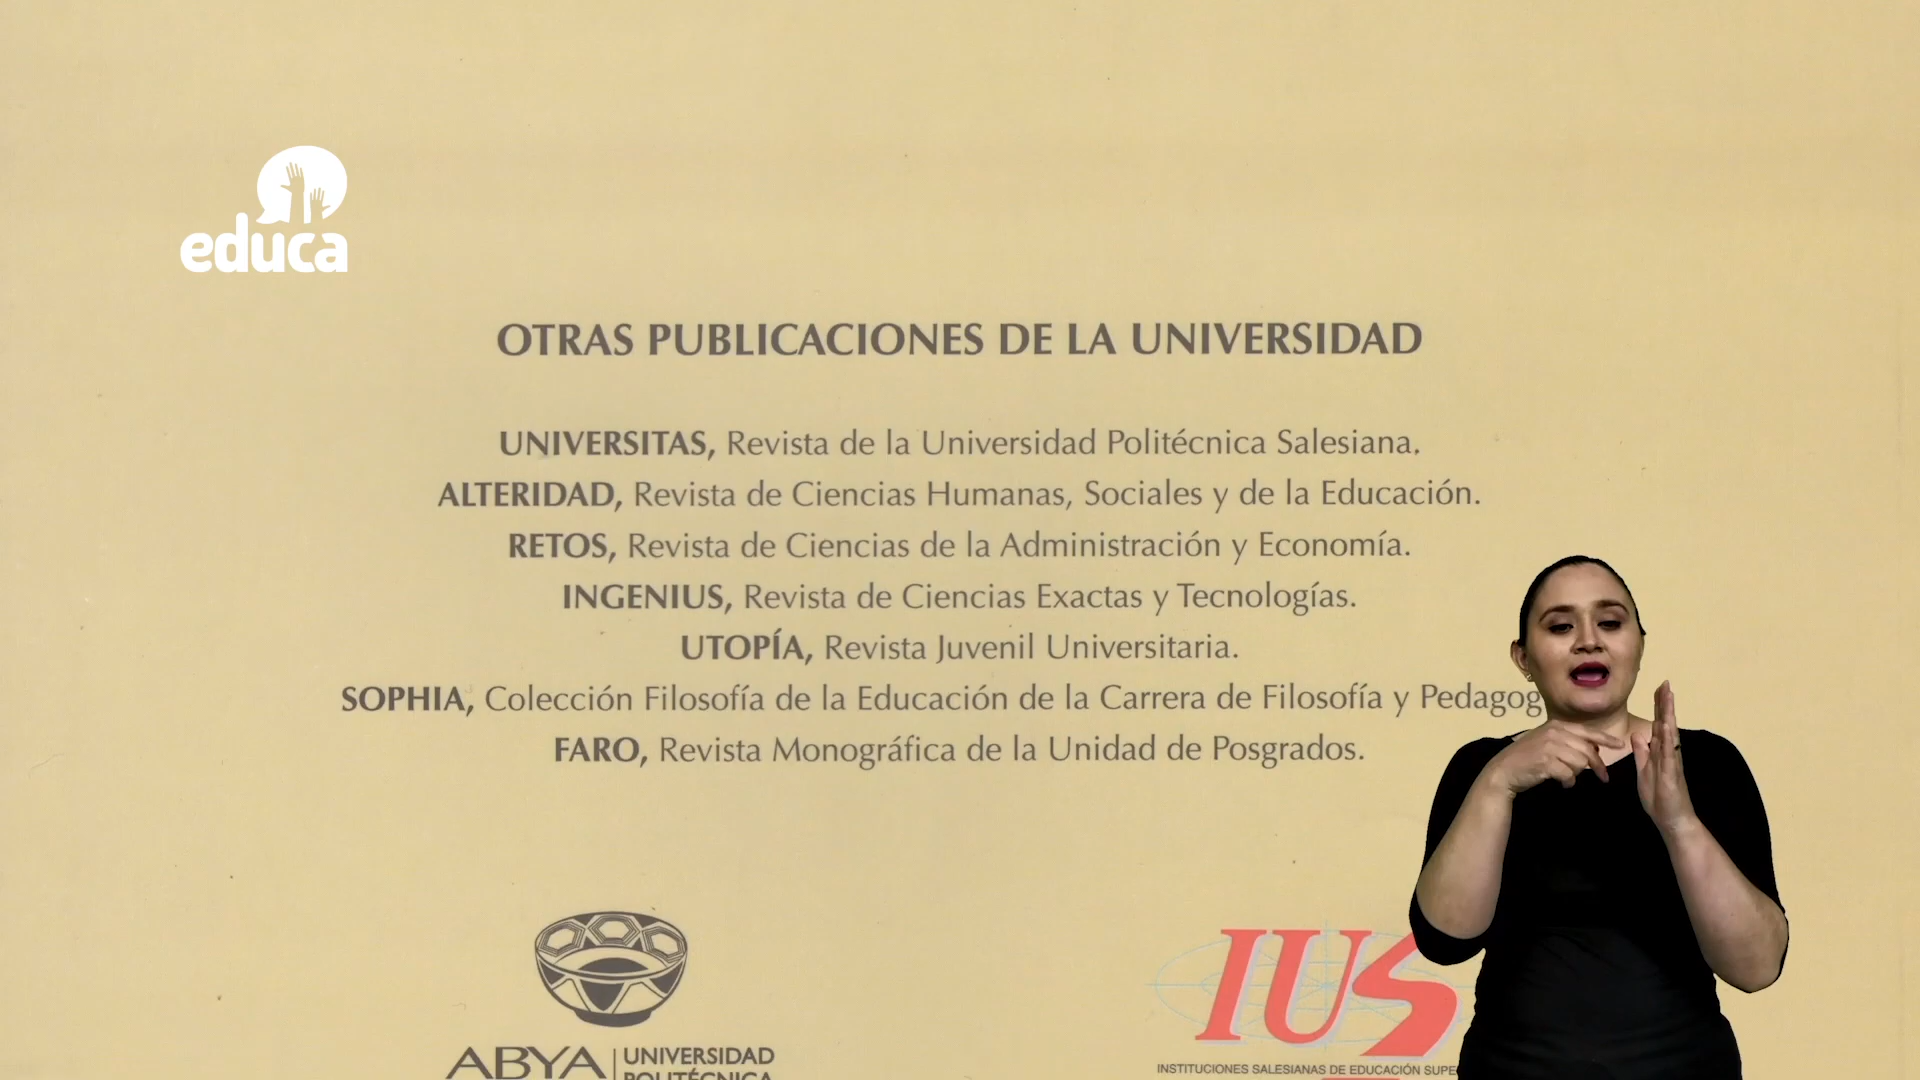 educa
OTRAS PUBLICACIONES DE LA UNIVERSIDAD
UNIVERSITAS, Revista de la Universidad Politécnica Salesiana.
ALTERIDAD, Revista de Ciencias Humanas, Sociales y de la Educación.
RETOS, Revista de Ciencias de la Administración y Economía.
INGENIUS, Revista de Ciencias Exactas y Tecnologías.
UTOPÍA, Revista Juvenil Universitaria.
SOPHIA, Colección Filosofía de la Educación de la Carrera de Filosofía y
FARO, Revista Monográfica de la Unidad de Posgrados.
IUS
ABYA UNIVERSIDAD
POLITÉCNICA
INSTITUCIONES SALESIANAS DE EDUCACIÓN